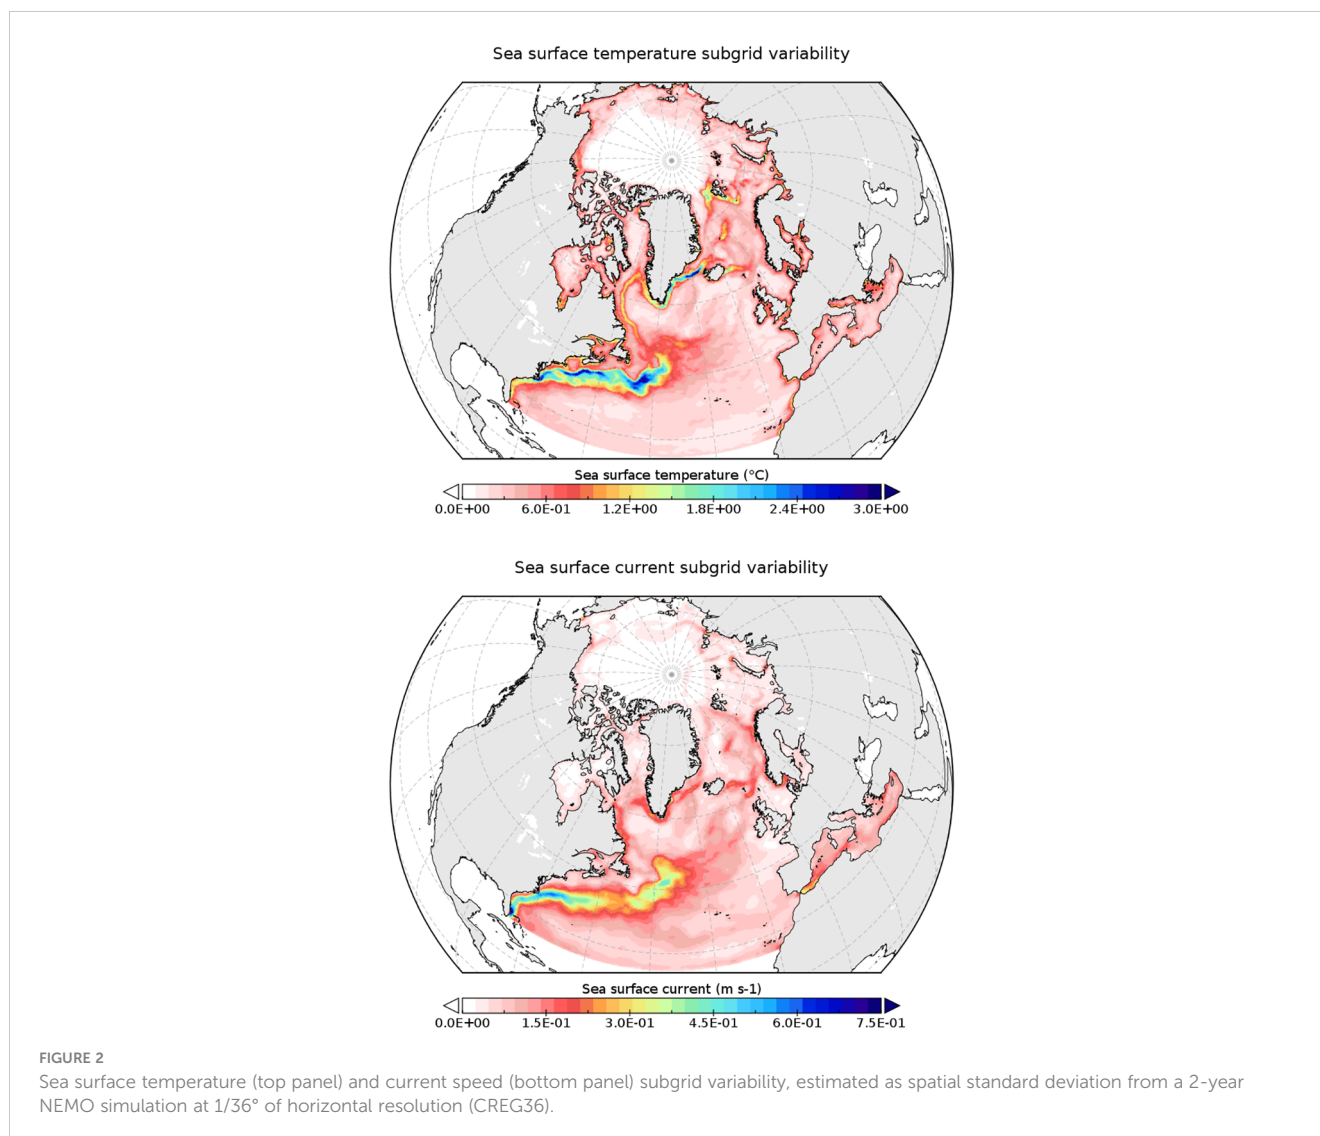 Sea surface temperature subgrid variability
Sea surface temperature (°C)
0.0E+00 6.0E-01 1.2E+00 1.8E+00 2.4E+00 3.0E+00
Sea surface current subgrid variability
Sea surface current (m s-1)
0.0E+00 1.5E-01 3.0E-01 4.5E-01 6.0E-01 7.5E-01
FIGURE 2
Sea surface temperature (top panel) and current speed (bottom panel) subgrid variability, estimated as spatial standard deviation from a 2-year
NEMO simulation at 1/36° of horizontal resolution (CREG36).